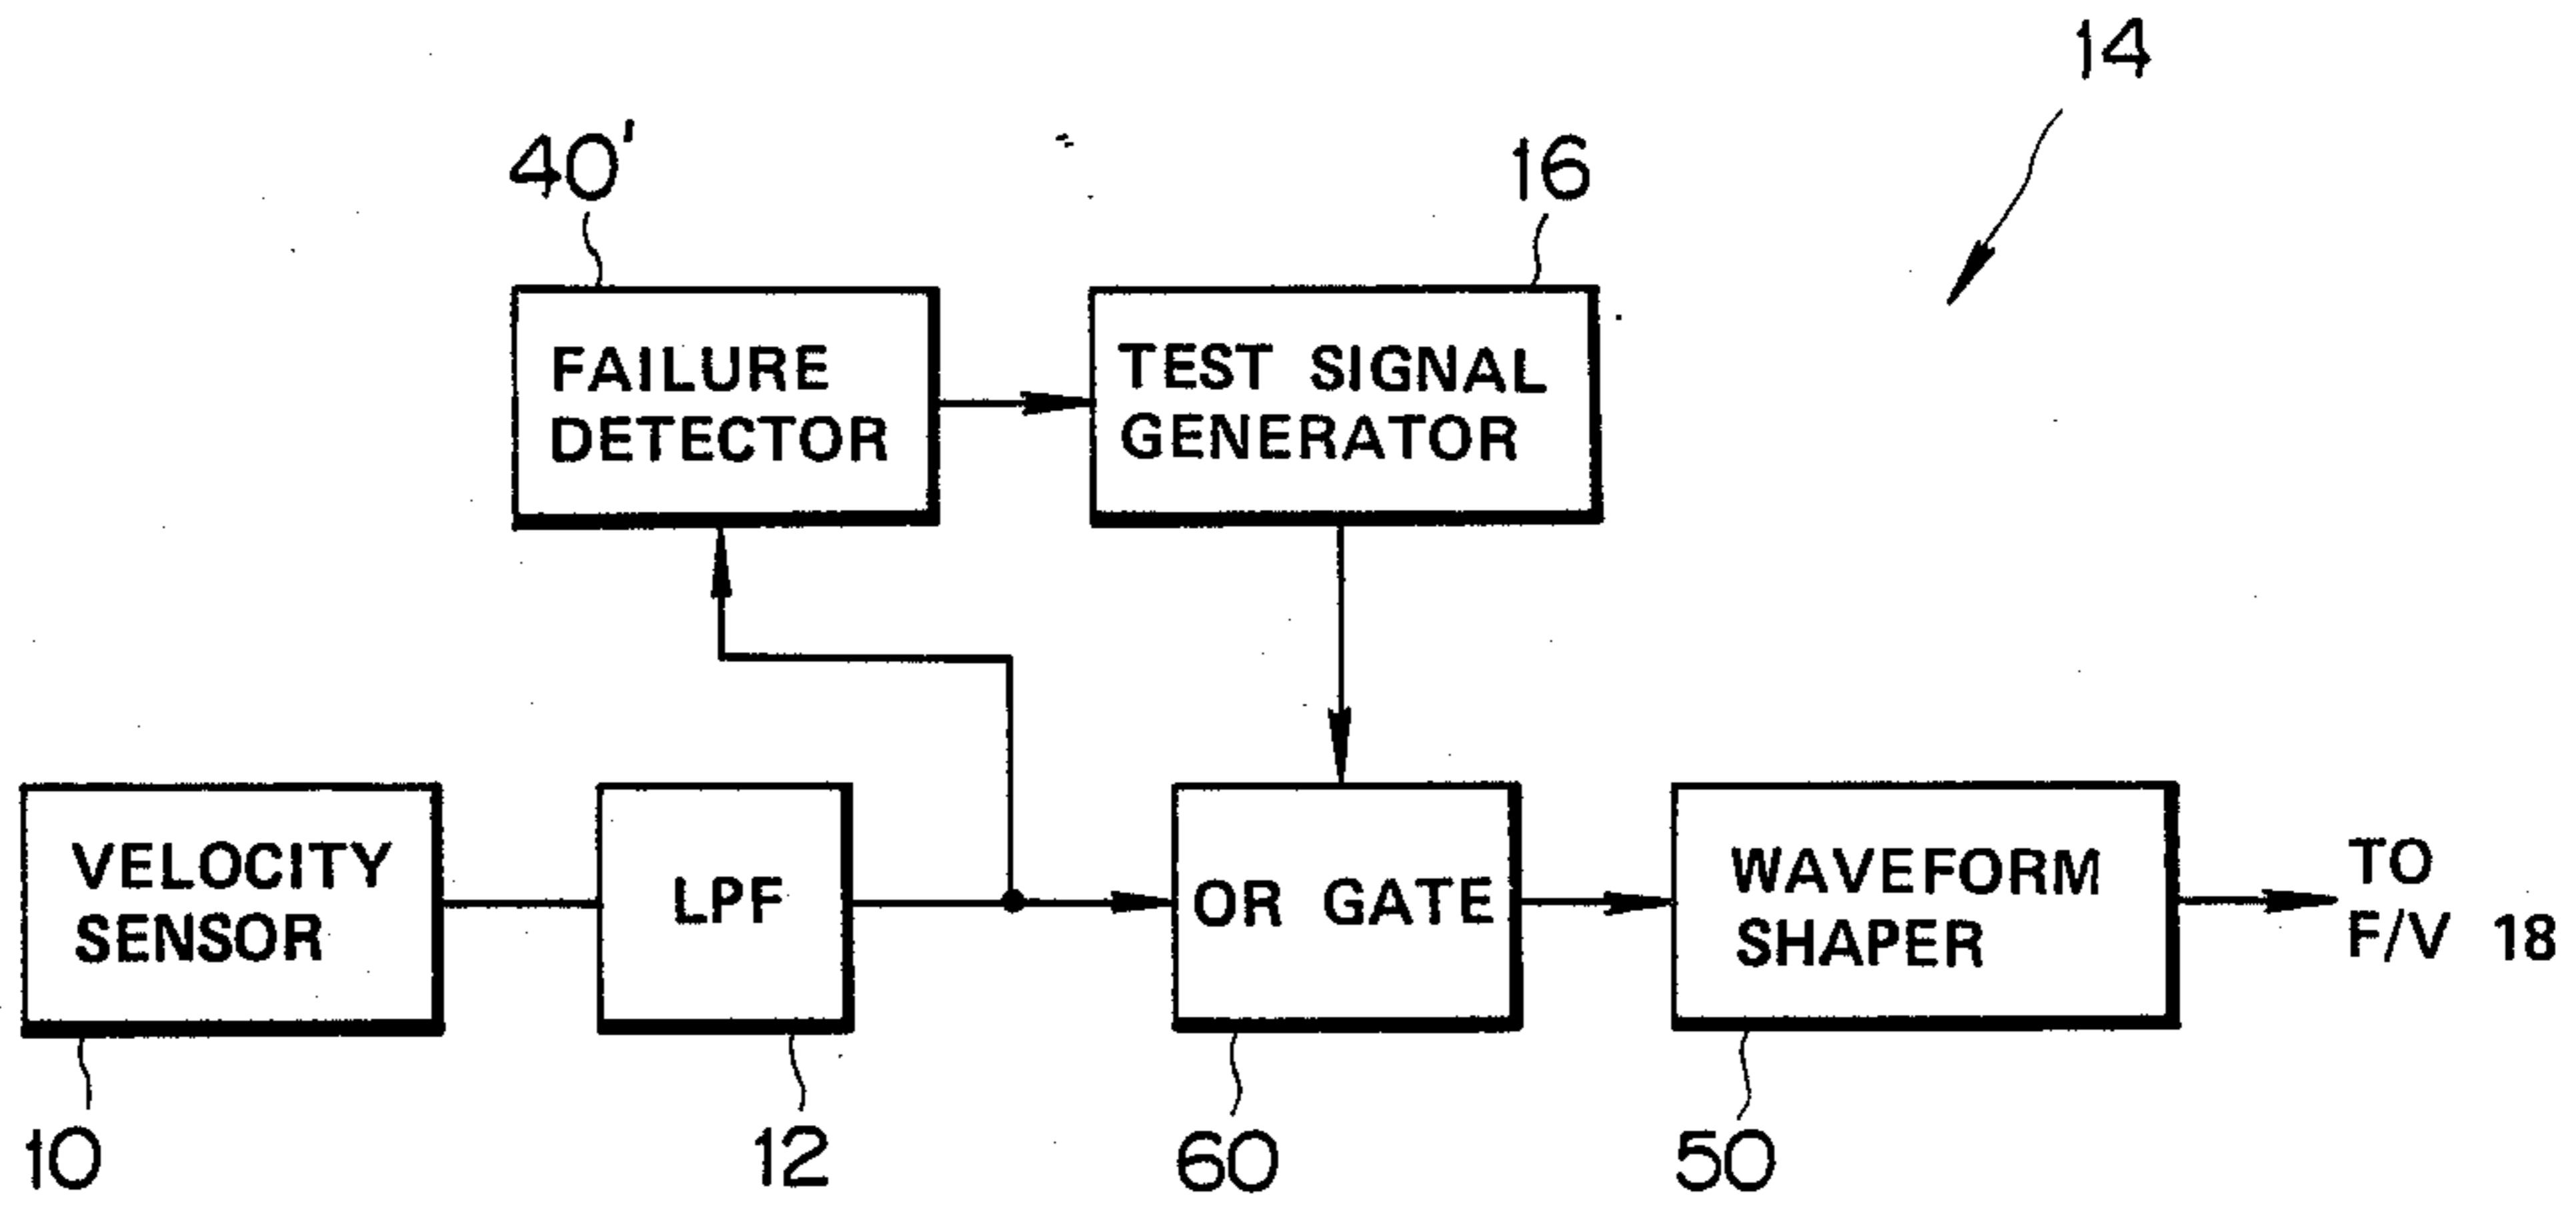 14
40'
16
FAILURE
DETECTOR
TEST SIGNAL
GENERATOR
VELOCITY
SENSOR
LPF
OR GATE
WAVEFORM
SHAPER
TO
F/V 18
10
12
60
50